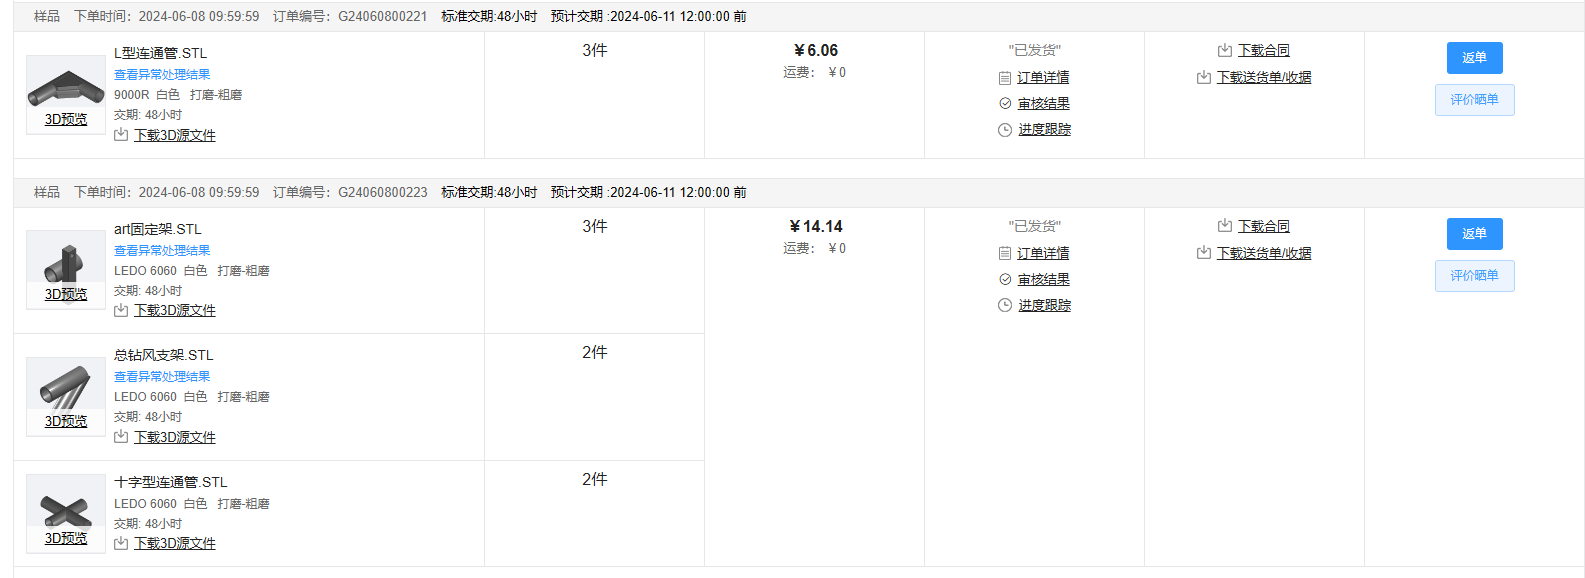 样品 下单时间：2024-06-08 09:59:59 订单编号：G24060800221 标准交期:48小时 预计交期 :2024-06-11 12:00:00 前
L型连通管.STL
查看异常处理结果
9000R 白色 打磨-粗磨
交期: 48小时
3D预览
下载3D源文件
3件
￥6.06
运费： ￥0
"已发货"
订单详情
审核结果
进度跟踪
下载合同
下载送货单/收据
返单
评价晒单
样品 下单时间：2024-06-08 09:59:59 订单编号：G24060800223 标准交期:48小时 预计交期 :2024-06-11 12:00:00 前
art固定架.STL
查看异常处理结果
LEDO 6060 白色 打磨-粗磨
交期: 48小时
3D预览
下载3D源文件
3件
￥14.14
运费： ￥0
"已发货"
订单详情
审核结果
进度跟踪
下载合同
下载送货单/收据
返单
评价晒单
总钻风支架.STL
查看异常处理结果
LEDO 6060 白色 打磨-粗磨
交期: 48小时
3D预览
下载3D源文件
2件
十字型连通管.STL
LEDO 6060 白色 打磨-粗磨
交期: 48小时
3D预览
下载3D源文件
2件